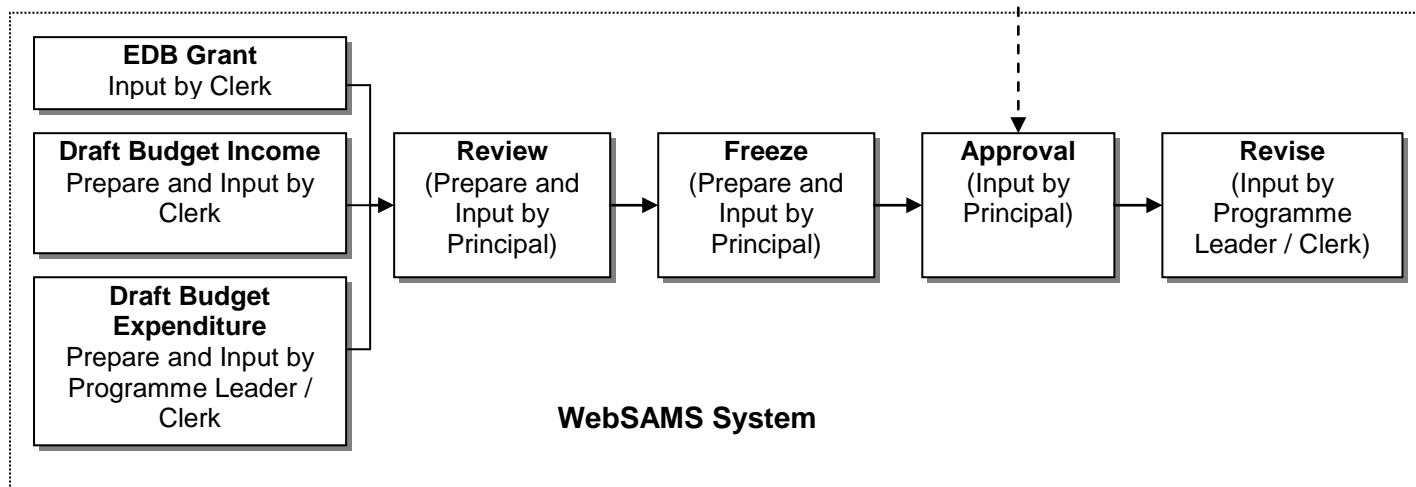 EDB Grant
Input by Clerk
Draft Budget Income
Prepare and Input by
Clerk
Draft Budget
Expenditure
Prepare and Input by
Programme Leader /
Clerk
Review
(Prepare and
Input by
Principal)
Freeze
(Prepare and
Input by
Principal)
Approval
(Input by
Principal)
Revise
(Input by
Programme
Leader / Clerk)
WebSAMS System